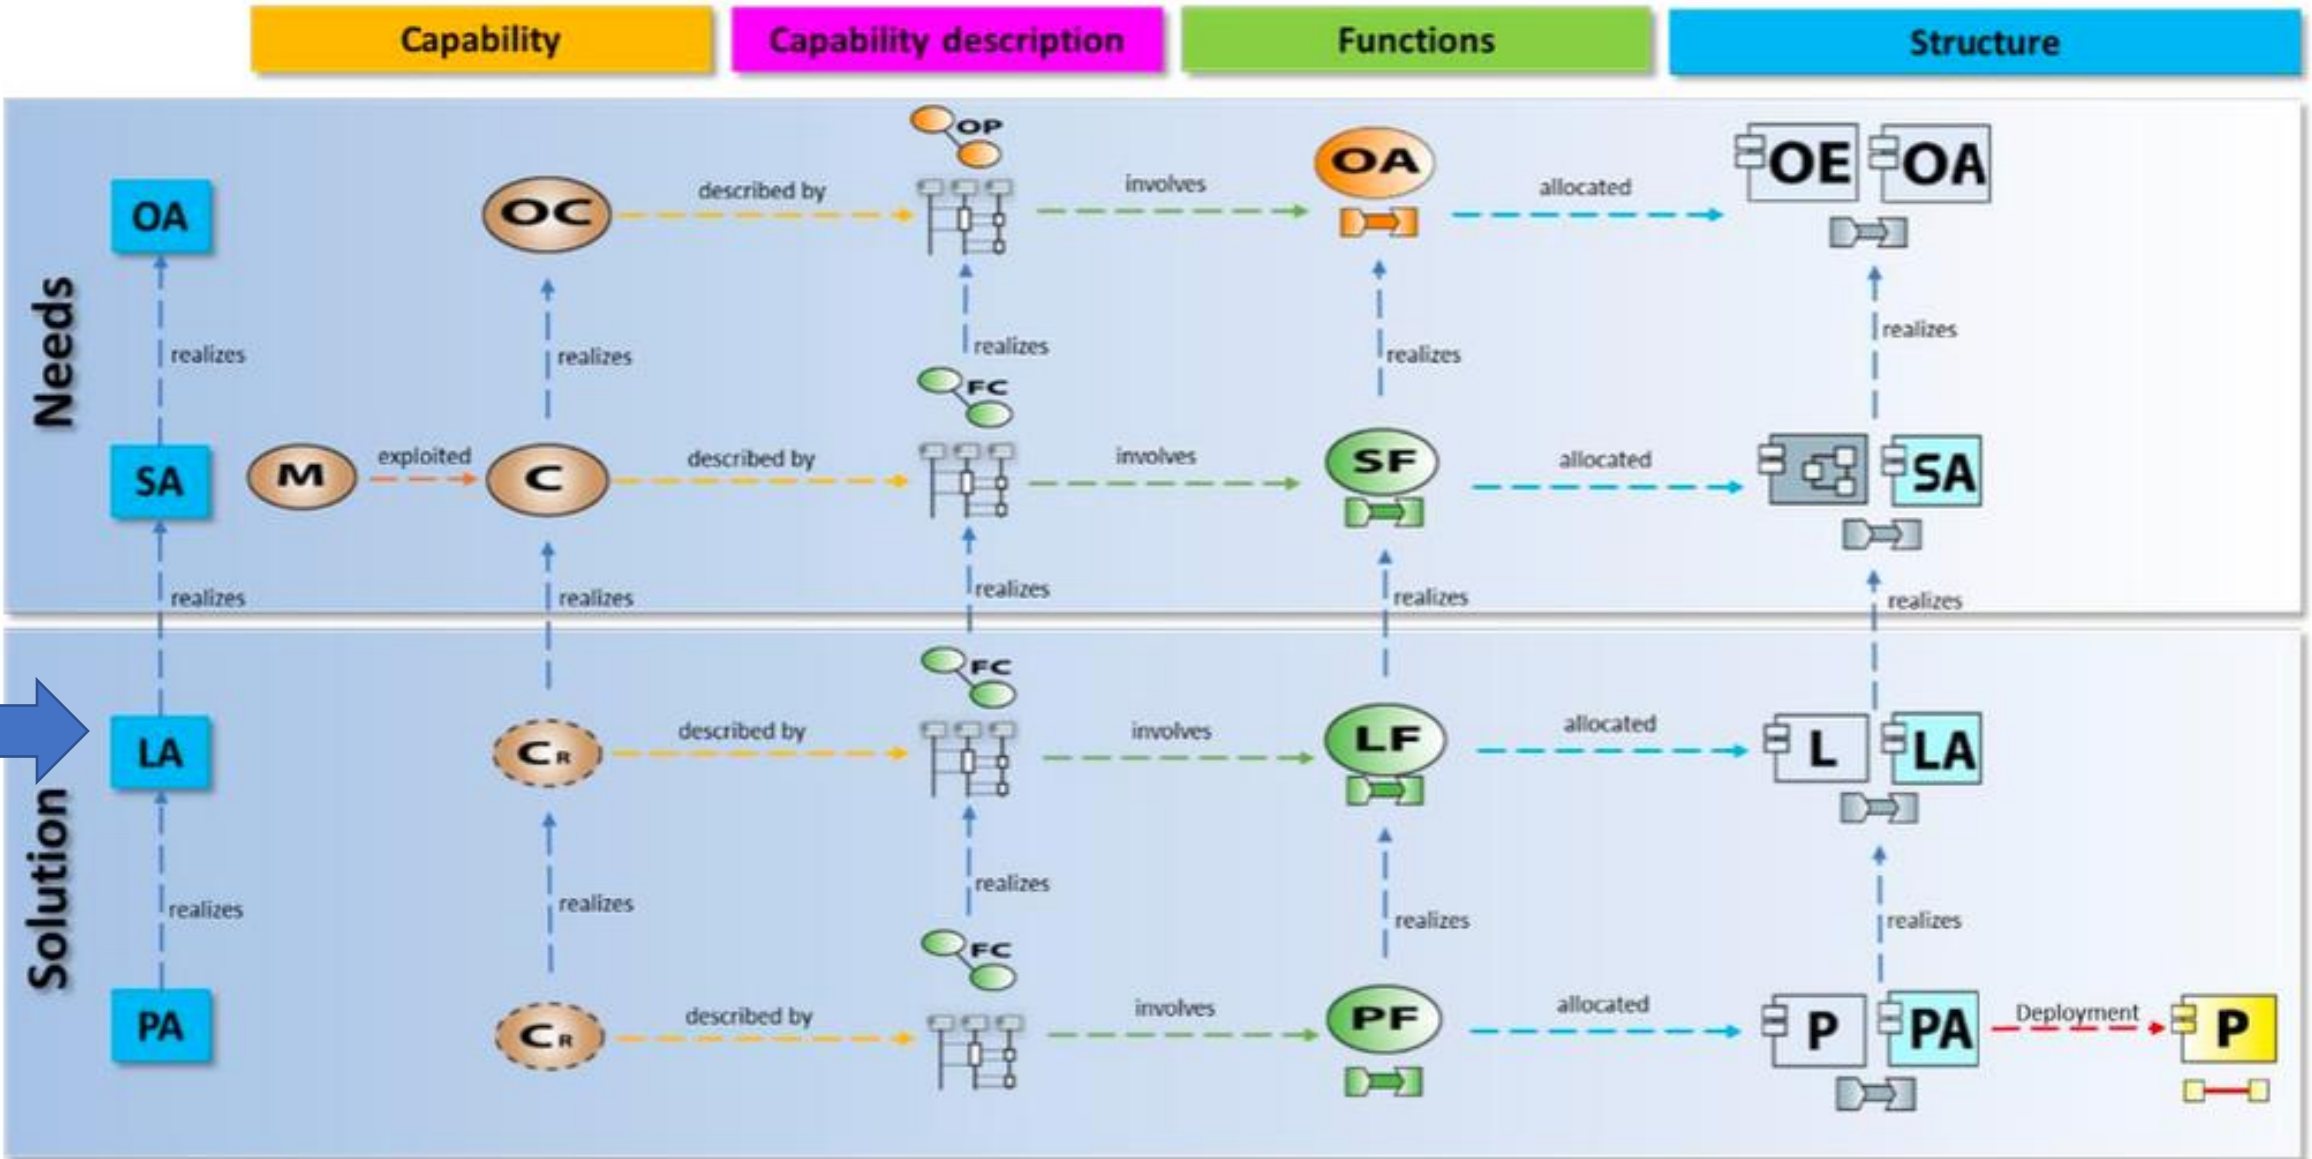 Capability
Capability description
Functions
Structure
Needs
OA
OC
described by
OP
involves
OA
allocated
OE
OA
realizes
realizes
realizes
realizes
realizes
SA
M
exploited
C
described by
FC
involves
SF
allocated
SA
realizes
realizes
realizes
realizes
realizes
Solution
LA
CR
described by
FC
involves
LF
allocated
L
LA
realizes
realizes
realizes
realizes
realizes
PA
CR
described by
FC
involves
PF
allocated
P
PA
Deployment
P